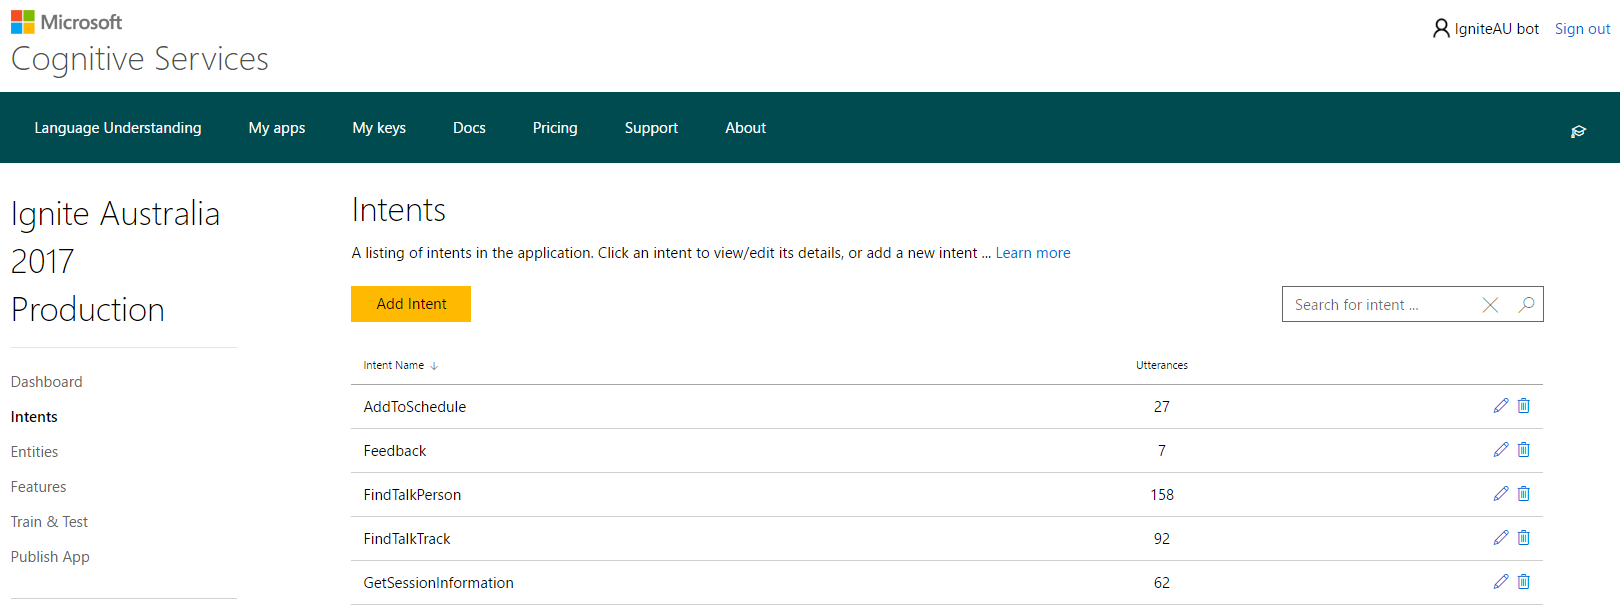 Microsoft
Cognitive Services
IgniteAU bot Sign out
Language Understanding My apps My keys Docs Pricing Support About
Ignite Australia
2017
Production
Dashboard
Intents
Entities
Features
Train & Test
Publish App
Intents
A listing of intents in the application. Click an intent to view/edit its details, or add a new intent ... Learn more
Add Intent
Search for intent ...
Intent Name Utterances
AddToSchedule 27
Feedback 7
FindTalkPerson 158
FindTalkTrack 92
GetSessionInformation 62